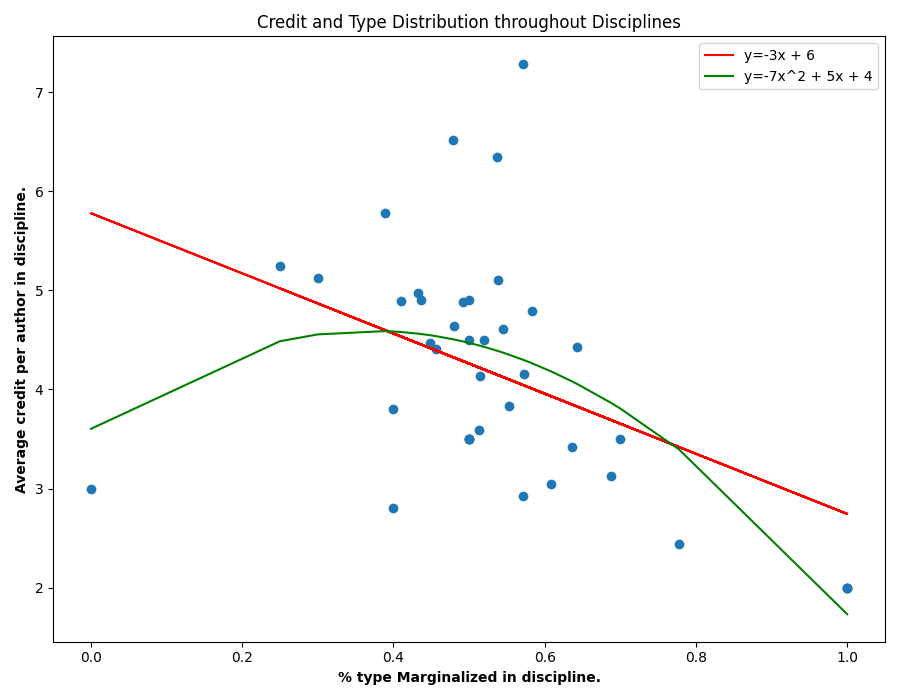 Credit and Type Distribution throughout Disciplines
y=-3x + 6
y=-7x^2 + 5x + 4
7
6
5
4
3
2
Average credit per author in discipline.
0.0 0.2 0.4 0.6 0.8 1.0
% type Marginalized in discipline.